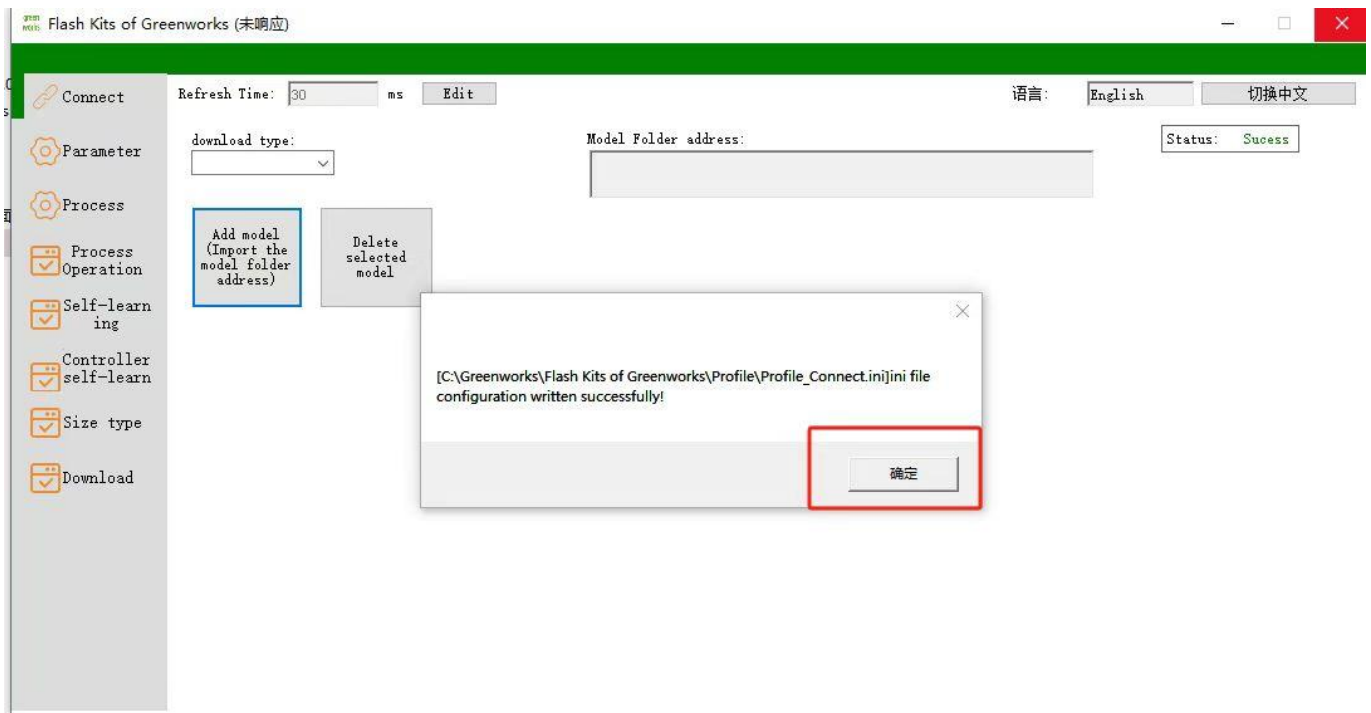 green
works
Flash Kits of Greenworks (未响应)
Connect
Refresh Time: 30 ms Edit
语言: English 切换中文
Parameter
download type:
Model Folder address:
Status: Sucess
Process
Add model
(Import the
model folder
address)
Delete
selected
model
Process
Operation
Self-learn
ing
Controller
self-learn
Size type
Download
[C:\Greenworks\Flash Kits of Greenworks\Profile\Profile_Connect.ini]ini file
configuration written successfully!
确定